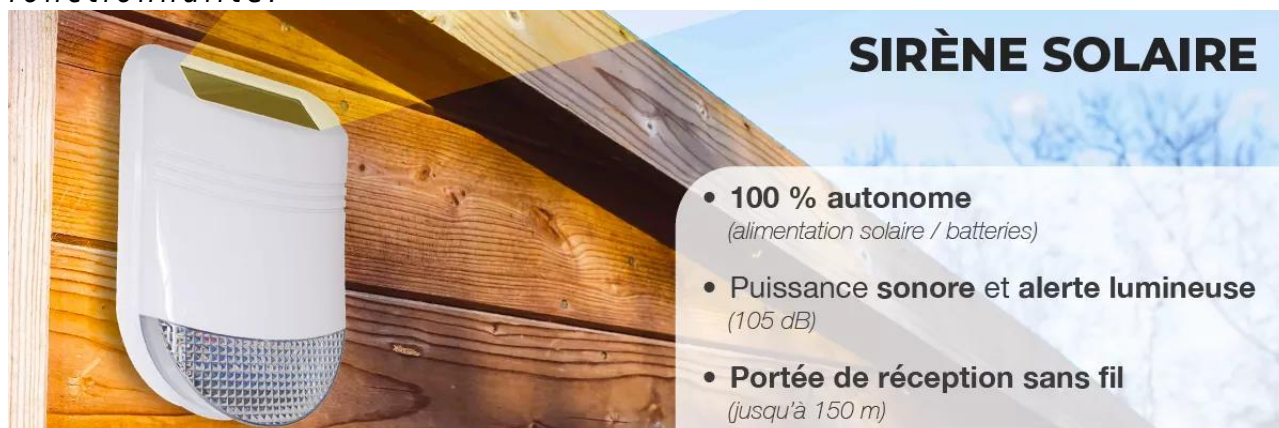 fonctionnalité.
SIRÈNE SOLAIRE
• 100 % autonome
(alimentation solaire / batteries)
• Puissance sonore et alerte lumineuse
(105 dB)
• Portée de réception sans fil
(jusqu'à 150 m)